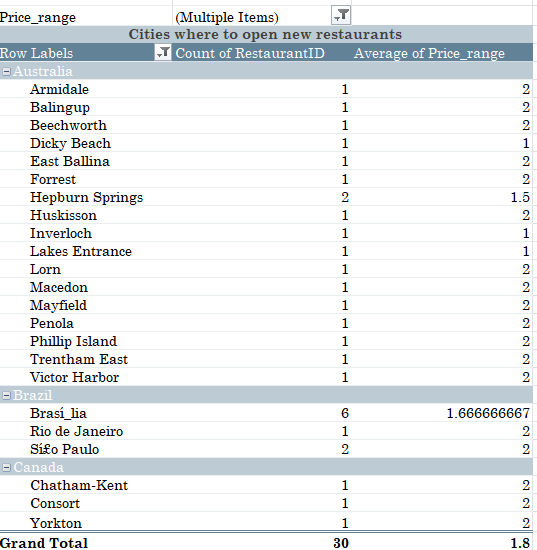 Price_range (Multiple Items)
Cities where to open new restaurants
Row Labels Count of RestaurantID Average of Price_range
Australia
Armidale 1 2
Balingup 1 2
Beechworth 1 2
Dicky Beach 1 1
East Ballina 1 2
Forrest 1 2
Hepburn Springs 2 1.5
Huskisson 1 2
Inverloch 1 1
Lakes Entrance 1 1
Lorn 1 2
Macedon 1 2
Mayfield 1 2
Penola 1 2
Phillip Island 1 2
Trentham East 1 2
Victor Harbor 1 2
Brazil
Brasí_lia 6 1.666666667
Rio de Janeiro 1 2
Sí£o Paulo 2 2
Canada
Chatham-Kent 1 2
Consort 1 2
Yorkton 1 2
Grand Total 30 1.8